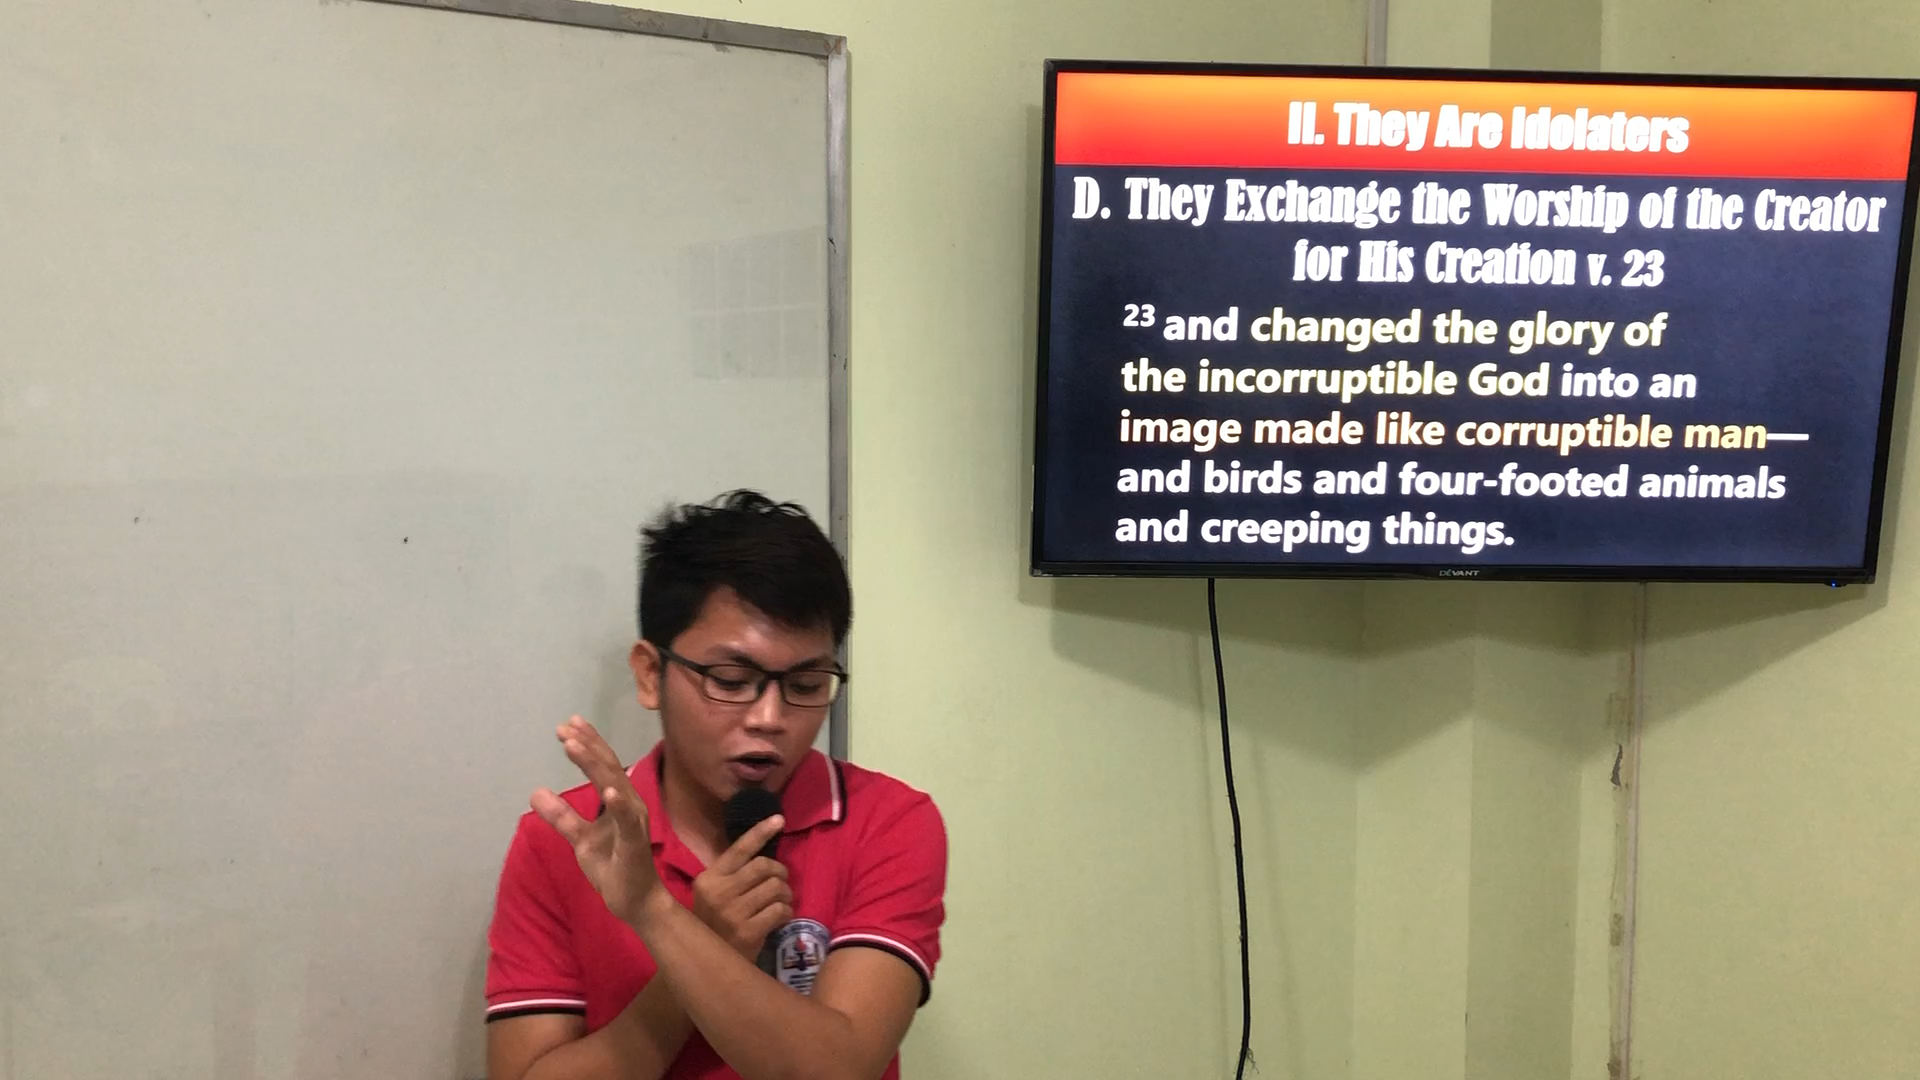 II. They Are Idolaters
D. They Exchange the Worship of the Creator
for His Creation v. 23
23 and changed the glory of
the incorruptible God into an
image made like corruptible man—
and birds and four-footed animals
and creeping things.
DEVANT